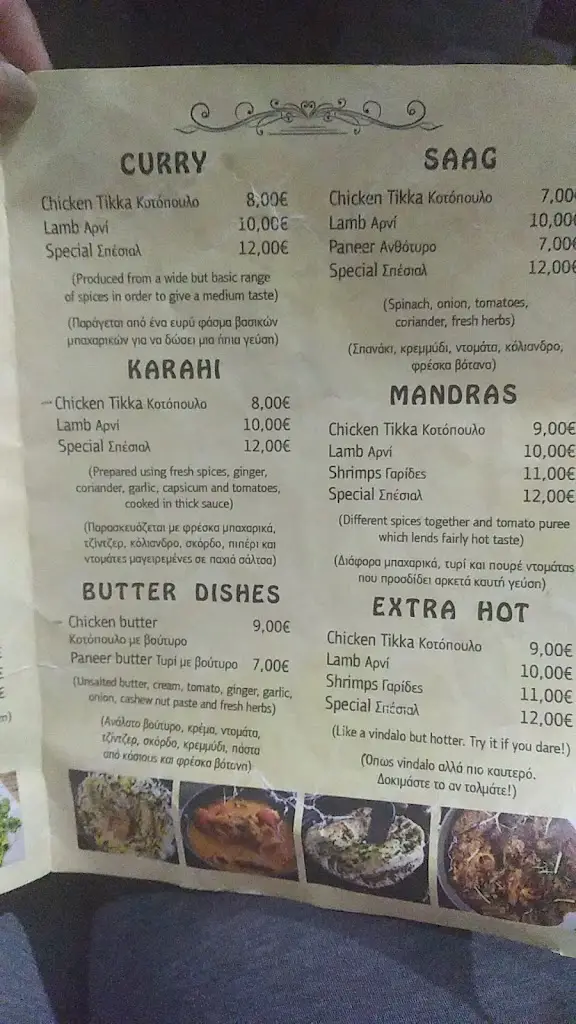 CURRY
Chicken Tikka Κοτόπουλο 8,00€
Lamb Αρνί 10,00€
Special Σπέσιαλ 12,00€
(Produced from a wide but basic range
of spices in order to give a medium taste)
(Παράγεται από ένα ευρύ φάσμα βασικών
μπαχαρικών για να δώσει μια ήπια γεύση)
KARAHI
Chicken Tikka Κοτόπουλο 8,00€
Lamb Αρνί 10,00€
Special Σπέσιαλ 12,00€
(Prepared using fresh spices, ginger,
coriander, garlic, capsicum and tomatoes,
cooked in thick sauce)
(Παρασκευάζεται με φρέσκα μπαχαρικά,
τζίντζερ, κόλιανδρο, σκόρδο, πιπέρι και
ντομάτες μαγειρεμένες σε παχιά σάλτσα)
BUTTER DISHES
Chicken butter 9,00€
Κοτόπουλο με βούτυρο
Paneer butter Τυρί με βούτυρο 7,00€
(Unsalted butter, cream, tomato, ginger, garlic,
onion, cashew nut paste and fresh herbs)
(Ανάλατο βούτυρο, κρέμα, ντομάτα,
τζίντζερ, σκόρδο, κρεμμύδι, πάστα
από κάσιους και φρέσκα βότανα)
SAAG
Chicken Tikka Κοτόπουλο 7,00
Lamb Αρνί 10,00€
Paneer Ανθότυρο 7,00€
Special Σπέσιαλ 12,00€
(Spinach, onion, tomatoes,
coriander, fresh herbs)
(Σπανάκι, κρεμμύδι, ντομάτα, κόλιανδρο,
φρέσκα βότανα)
MANDRAS
Chicken Tikka Κοτόπουλο 9,00€
Lamb Αρνί 10,00€
Shrimps Γαρίδες 11,00€
Special Σπέσιαλ 12,00€
(Different spices together and tomato puree
which lends fairly hot taste)
(Διάφορα μπαχαρικά, τυρί και πουρέ ντομάτας
που προσδίδει αρκετά καυτή γεύση)
EXTRA HOT
Chicken Tikka Κοτόπουλο 9,00€
Lamb Αρνί 10,00€
Shrimps Γαρίδες 11,00€
Special Σπέσιαλ 12,00€
(Like a vindalo but hotter. Try it if you dare!)
(Όπως vindalo αλλά πιο καυτερό.
Δοκιμάστε το αν τολμάτε!)